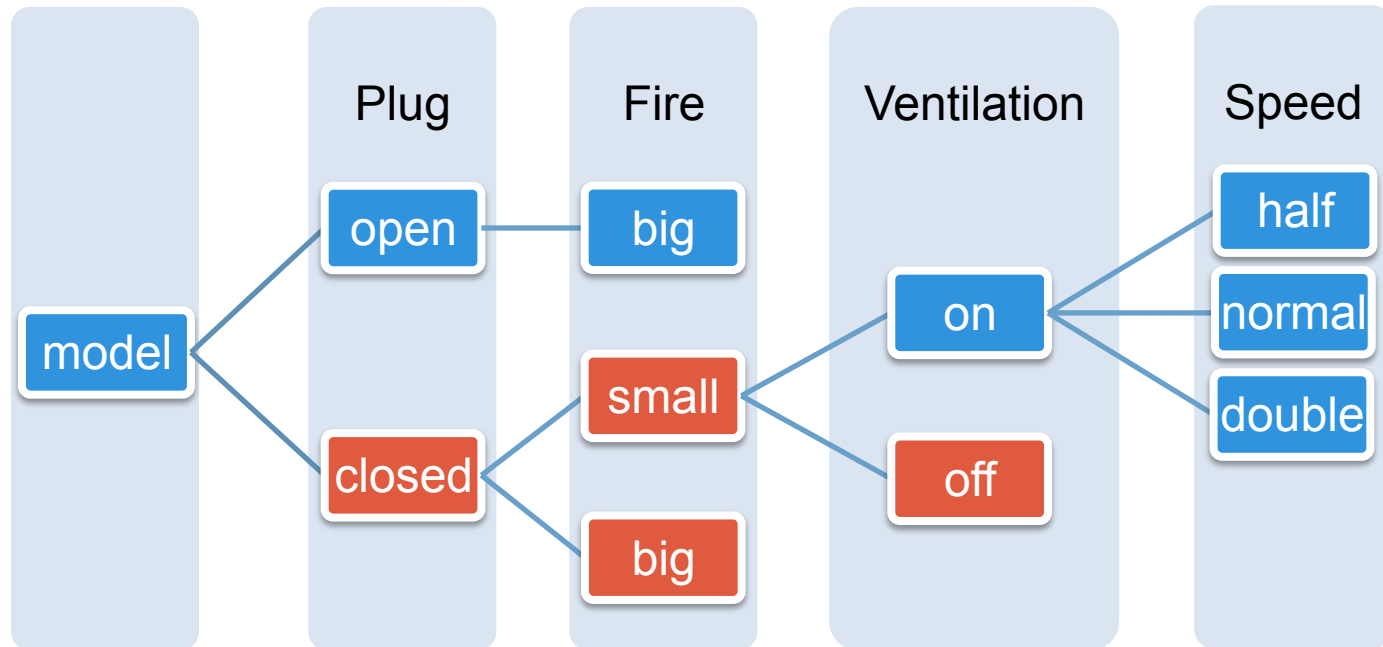 Plug
Fire
Ventilation
Speed
model
open
closed
big
small
big
on
off
half
normal
double